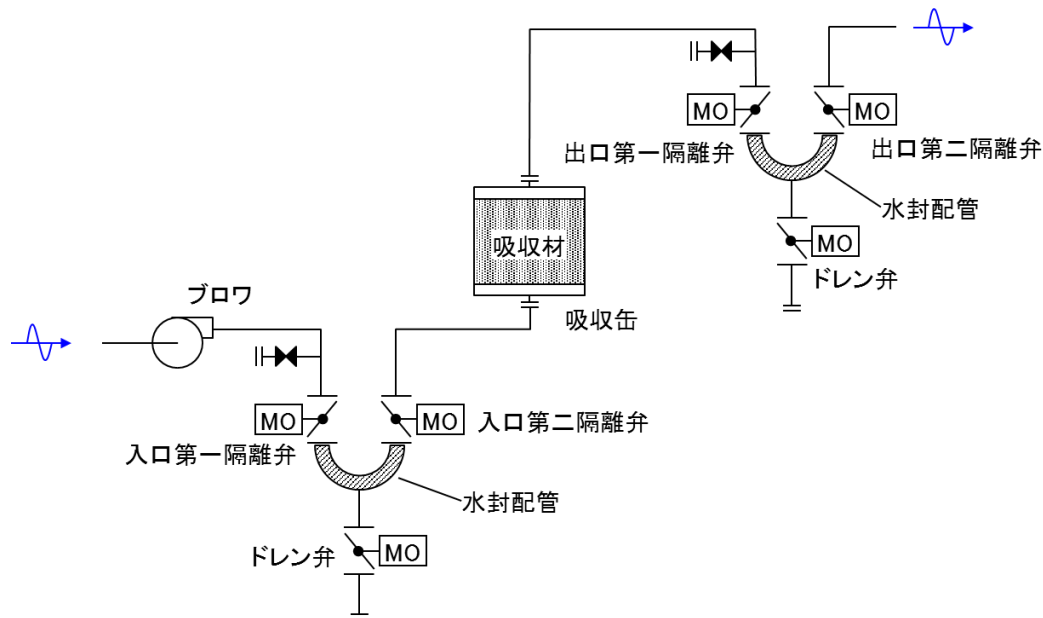 MO
MO
出口第一隔離弁
出口第二隔離弁
水封配管
MO
ドレン弁
吸収材
吸収缶
ブロワ
MO
MO
入口第二隔離弁
入口第一隔離弁
水封配管
ドレン弁
MO